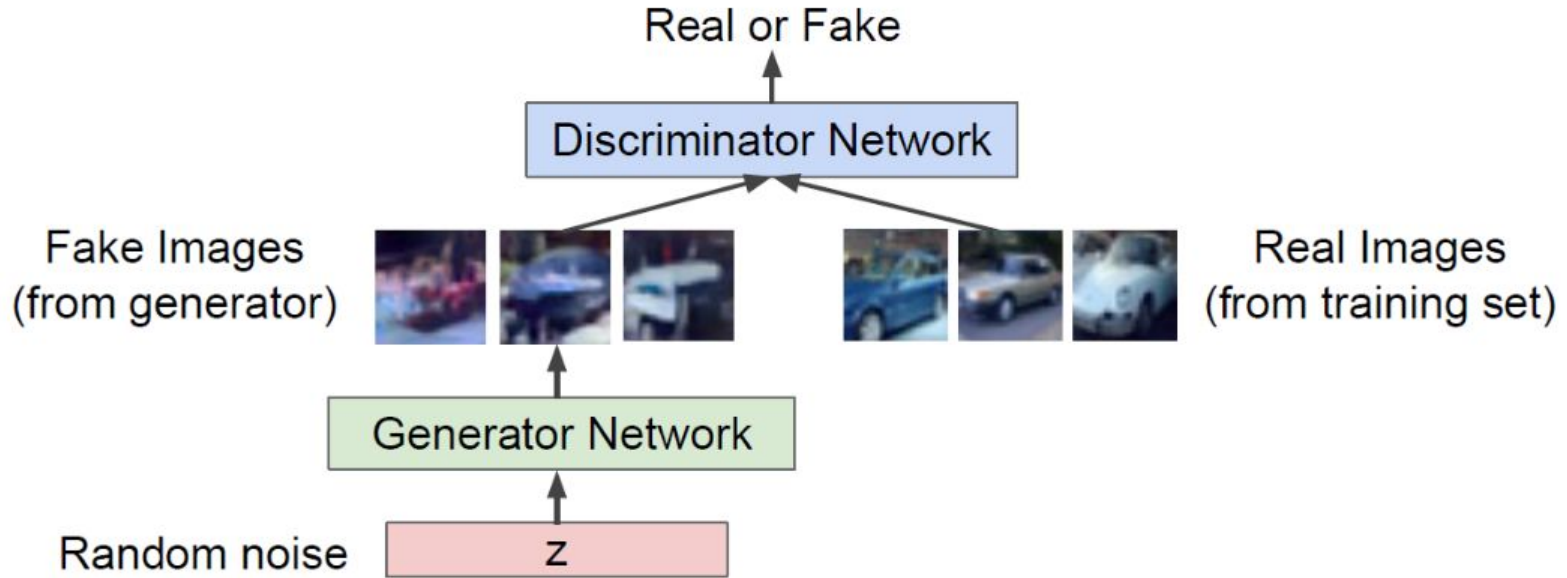 Real or Fake
Discriminator Network
Fake Images
(from generator)
Real Images
(from training set)
Generator Network
Random noise
z